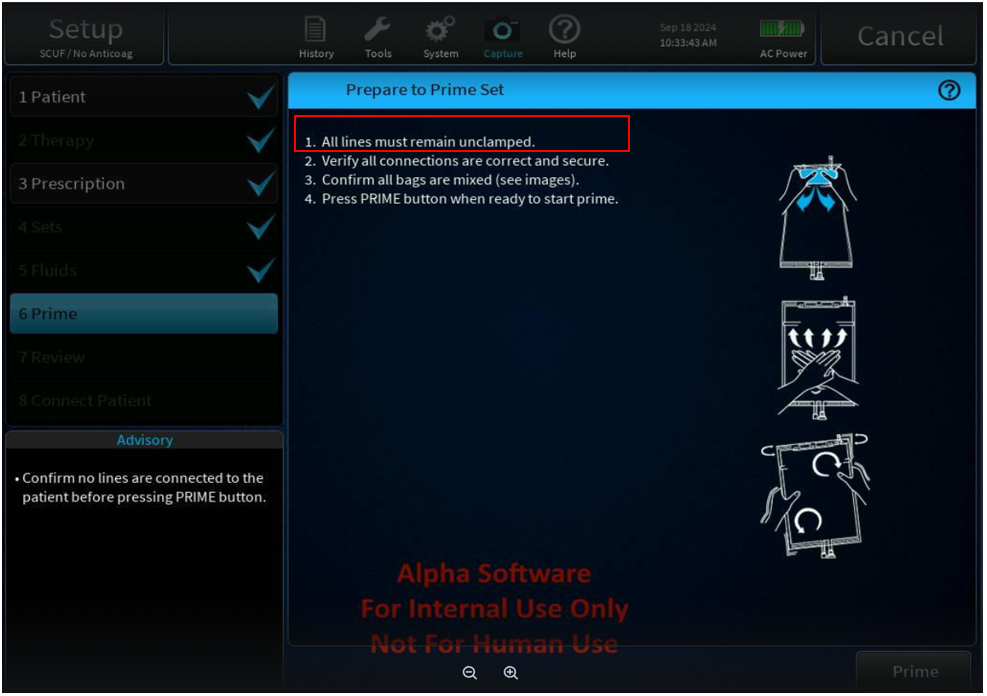 Setup
SCUF / No Anticoag
History
Tools
System
Capture
Help
Sep 18 2024
10:33:43 AM
AC Power
Cancel
1 Patient
2 Therapy
3 Prescription
4 Sets
5 Fluids
6 Prime
7 Review
8 Connect Patient
Advisory
• Confirm no lines are connected to the
patient before pressing PRIME button.
Prepare to Prime Set
1. All lines must remain unclamped.
2. Verify all connections are correct and secure.
3. Confirm all bags are mixed (see images).
4. Press PRIME button when ready to start prime.
Alpha Software
For Internal Use Only
Not For Human Use
Prime